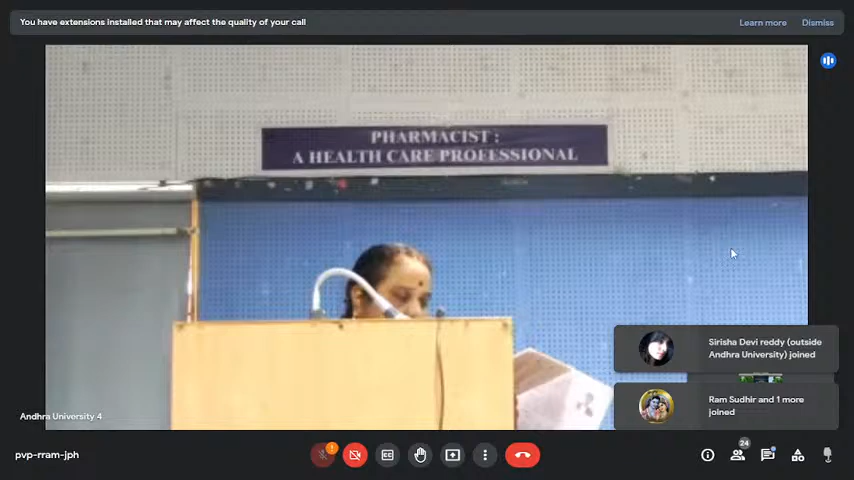 You have extensions installed that may affect the quality of your call
Learn more
Dismiss
PHARMACIST :
A HEALTH CARE PROFESSIONAL
Sirisha Devi reddy (outside
Andhra University) joined
Ram Sudhir and 1 more
joined
Andhra University 4
pvp-rram-jph
24